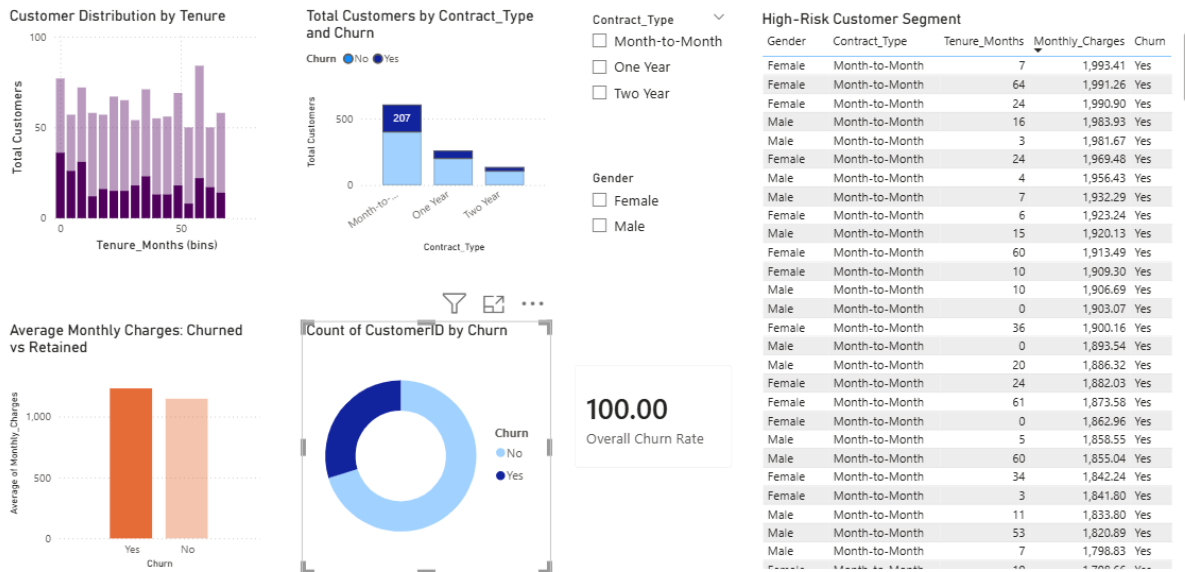 Customer Distribution by Tenure
100
50
0
Total Customers
0
50
Tenure_Months (bins)
Total Customers by Contract_Type
and Churn
Churn No Yes
500
0
Total Customers
207
Month-to-...
One Year
Two Year
Contract_Type
Contract_Type
Month-to-Month
One Year
Two Year
Gender
Female
Male
High-Risk Customer Segment
Gender Contract_Type Tenure_Months Monthly_Charges Churn
Female Month-to-Month 7 1,993.41 Yes
Female Month-to-Month 64 1,991.26 Yes
Female Month-to-Month 24 1,990.90 Yes
Male Month-to-Month 16 1,983.93 Yes
Male Month-to-Month 3 1,981.67 Yes
Female Month-to-Month 24 1,969.48 Yes
Male Month-to-Month 4 1,956.43 Yes
Male Month-to-Month 7 1,932.29 Yes
Female Month-to-Month 6 1,923.24 Yes
Male Month-to-Month 15 1,920.13 Yes
Female Month-to-Month 60 1,913.49 Yes
Female Month-to-Month 10 1,909.30 Yes
Male Month-to-Month 10 1,906.69 Yes
Male Month-to-Month 0 1,903.07 Yes
Female Month-to-Month 36 1,900.16 Yes
Male Month-to-Month 0 1,893.54 Yes
Male Month-to-Month 20 1,886.32 Yes
Female Month-to-Month 24 1,882.03 Yes
Female Month-to-Month 61 1,873.58 Yes
Female Month-to-Month 0 1,862.96 Yes
Male Month-to-Month 5 1,858.55 Yes
Male Month-to-Month 60 1,855.04 Yes
Female Month-to-Month 34 1,842.24 Yes
Female Month-to-Month 3 1,841.80 Yes
Male Month-to-Month 11 1,833.80 Yes
Male Month-to-Month 53 1,820.89 Yes
Male Month-to-Month 7 1,798.83 Yes
Average Monthly Charges: Churned
vs Retained
1,000
500
0
Average of Monthly_Charges
Yes
No
Churn
Count of CustomerID by Churn
Churn
No
Yes
100.00
Overall Churn Rate